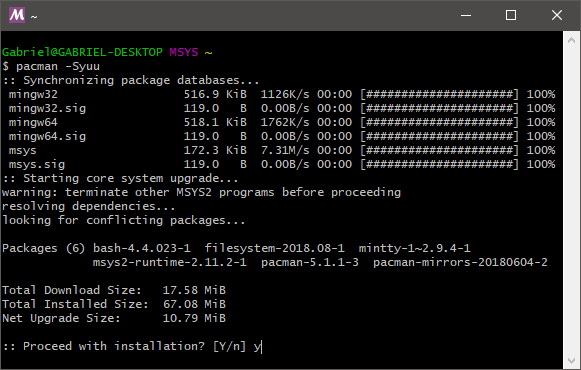 M ~
Gabriel@GABRIEL-DESKTOP MSYS ~
$ pacman -Syuu
:: Synchronizing package databases...
 mingw32                  516.9 KiB  1126K/s 00:00 [#####################] 100%
 mingw32.sig              119.0   B  0.00B/s 00:00 [#####################] 100%
 mingw64                  518.1 KiB  1762K/s 00:00 [#####################] 100%
 mingw64.sig              119.0   B  0.00B/s 00:00 [#####################] 100%
 msys                     172.3 KiB  7.31M/s 00:00 [#####################] 100%
 msys.sig                 119.0   B  0.00B/s 00:00 [#####################] 100%
:: Starting core system upgrade...
warning: terminate other MSYS2 programs before proceeding
resolving dependencies...
looking for conflicting packages...
Packages (6) bash-4.4.023-1  filesystem-2018.08-1  mintty-1~2.9.4-1
             msys2-runtime-2.11.2-1  pacman-5.1.1-3  pacman-mirrors-20180604-2
Total Download Size:   17.58 MiB
Total Installed Size:  67.08 MiB
Net Upgrade Size:      10.79 MiB
:: Proceed with installation? [Y/n] y